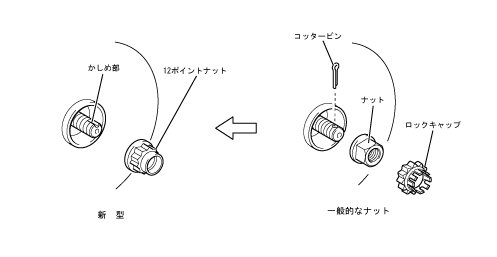 コッターピン
かしめ部
12ポイントナット
ナット
ロックキャップ
新　型
一般的なナット